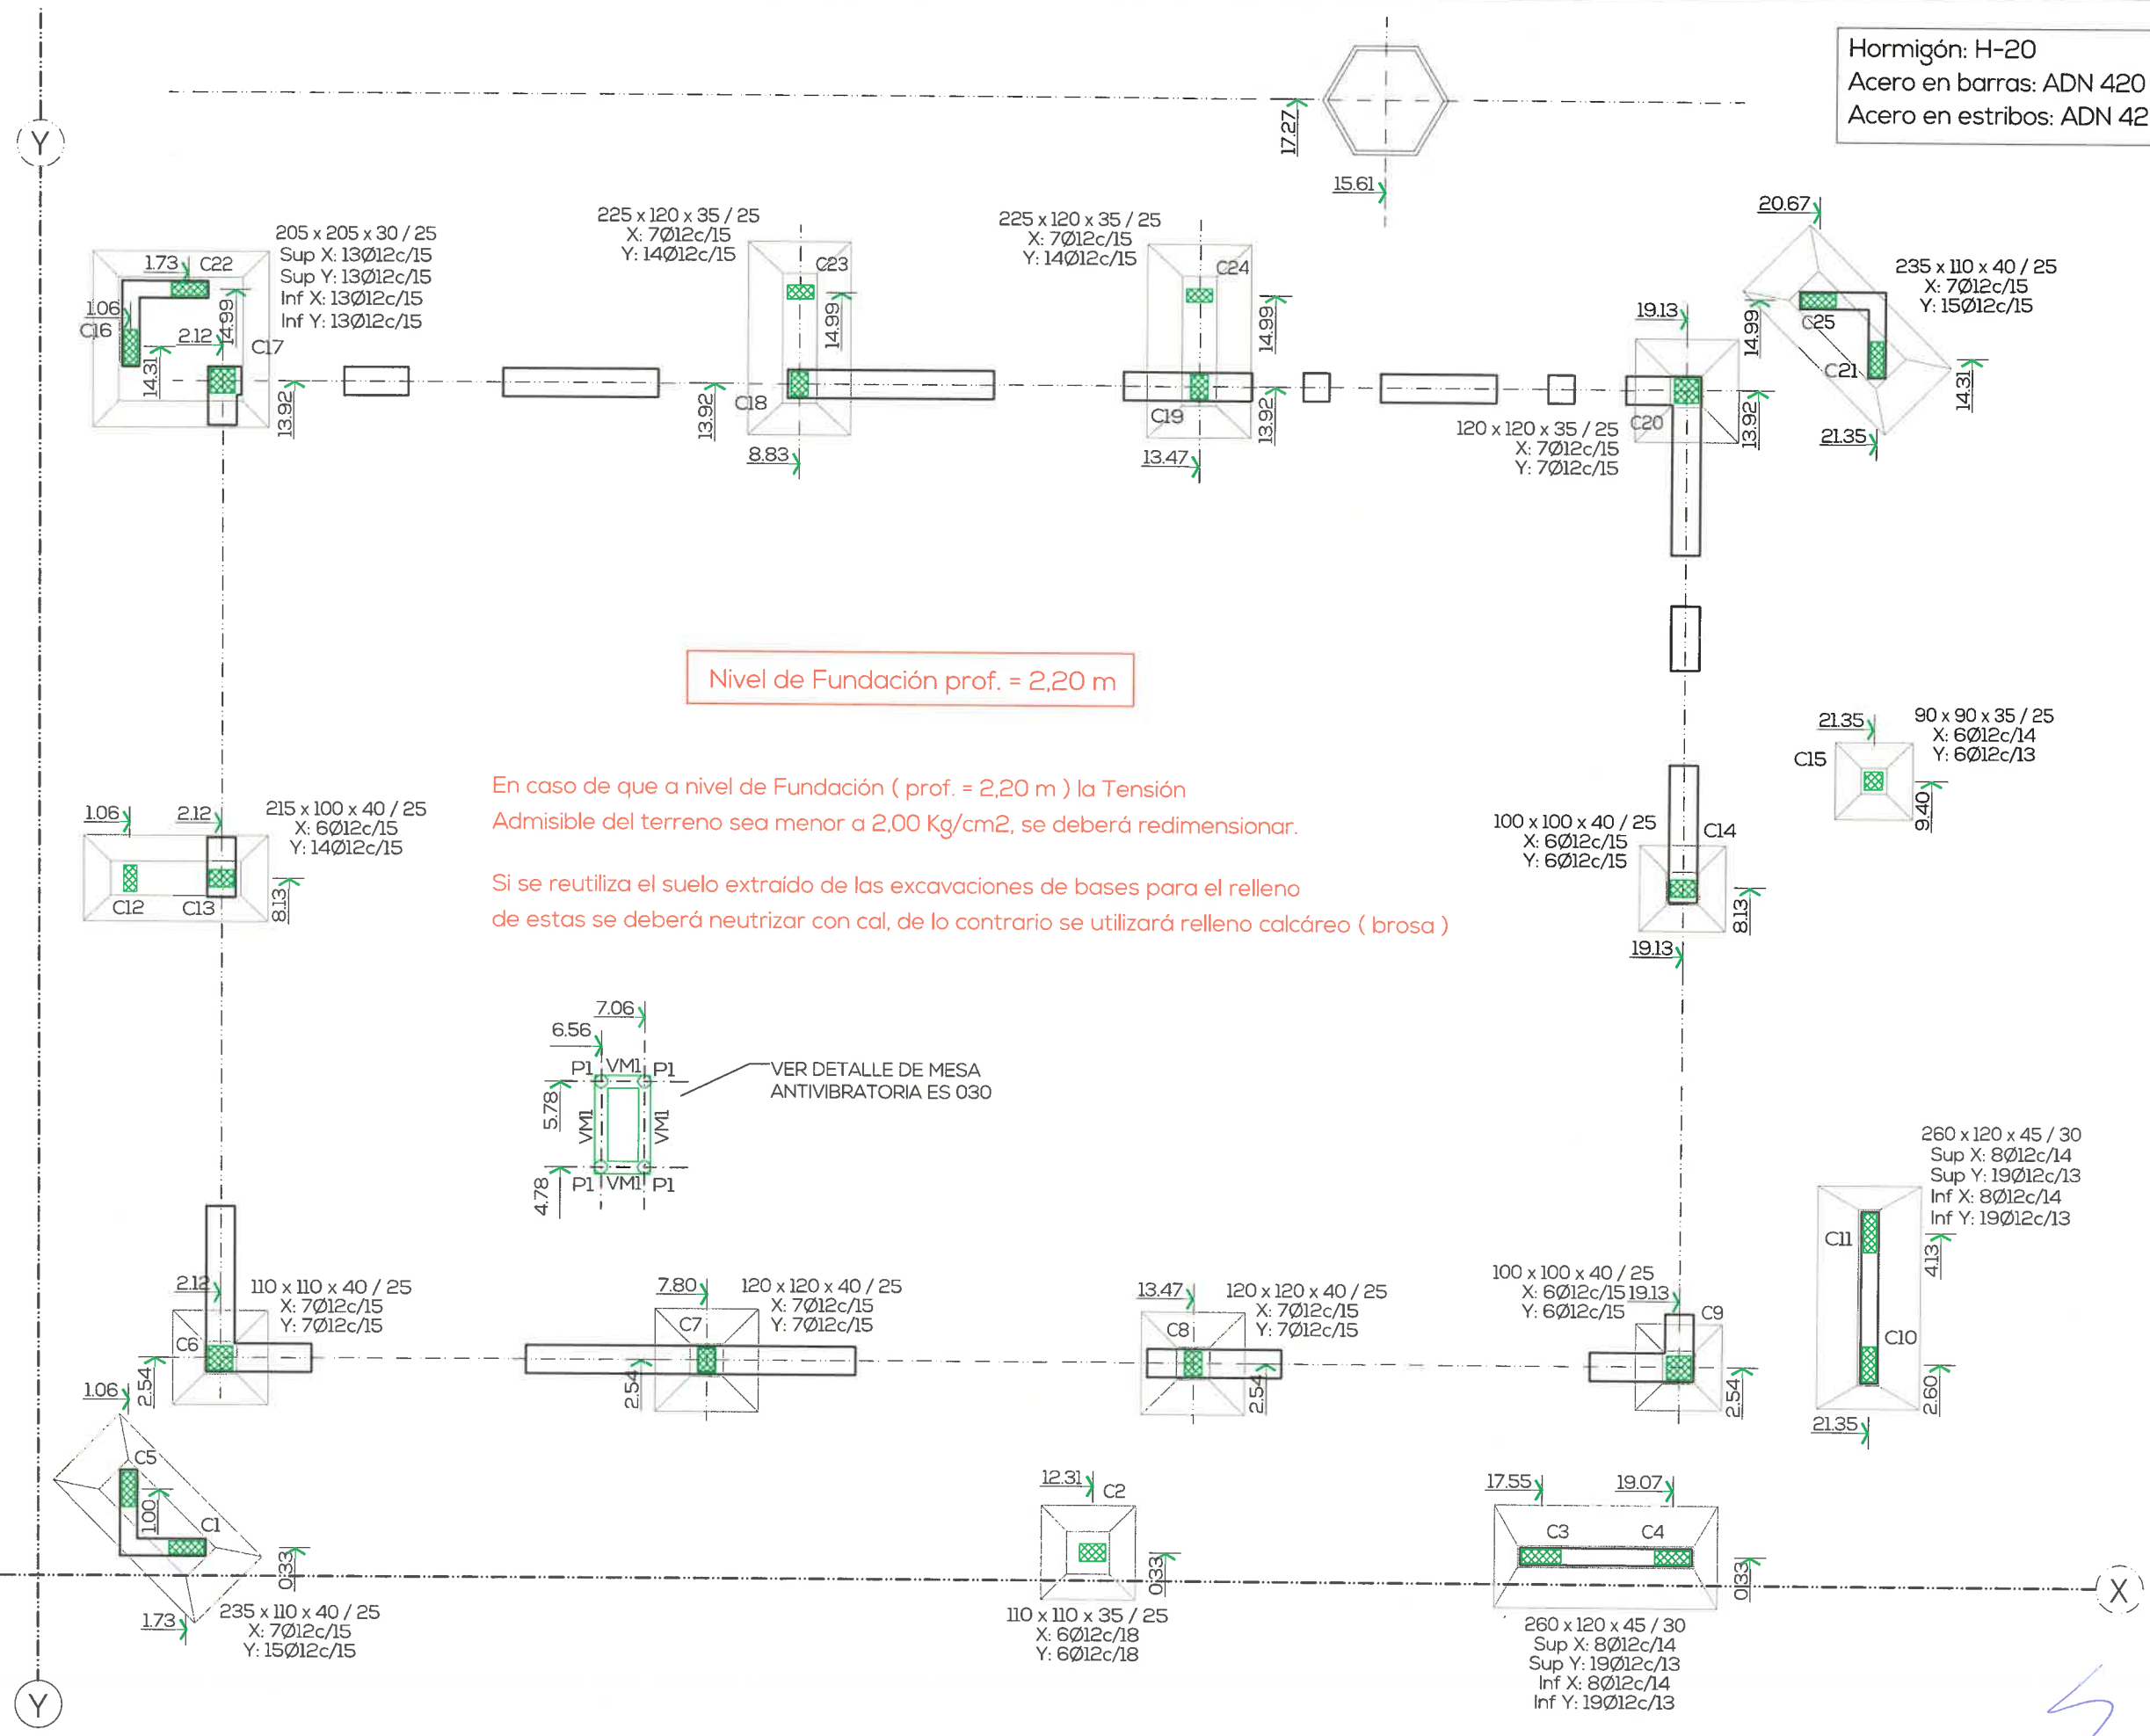 Hormigón: H-20
Acero en barras: ADN 420
Acero en estribos: ADN 42
Y
17.27
15.61
205 x 205 x 30 / 25
Sup X: 13Ø12c/15
Sup Y: 13Ø12c/15
Inf X: 13Ø12c/15
Inf Y: 13Ø12c/15
1.73
C22
1.06
C16
2.12
14.99
C17
14.31
13.92
225 x 120 x 35 / 25
X: 7Ø12c/15
Y: 14Ø12c/15
C23
14.99
C18
13.92
8.83
225 x 120 x 35 / 25
X: 7Ø12c/15
Y: 14Ø12c/15
C24
14.99
C19
13.92
13.47
20.67
235 x 110 x 40 / 25
X: 7Ø12c/15
Y: 15Ø12c/15
19.13
14.99
C25
C21
14.31
21.35
C20
13.92
120 x 120 x 35 / 25
X: 7Ø12c/15
Y: 7Ø12c/15
Nivel de Fundación prof. = 2,20 m
En caso de que a nivel de Fundación ( prof. = 2,20 m ) la Tensión
Admisible del terreno sea menor a 2,00 Kg/cm2, se deberá redimensionar.
Si se reutiliza el suelo extraído de las excavaciones de bases para el relleno
de estas se deberá neutrizar con cal, de lo contrario se utilizará relleno calcáreo ( brosa )
21.35
90 x 90 x 35 / 25
X: 6Ø12c/14
Y: 6Ø12c/13
C15
9.40
1.06
2.12
215 x 100 x 40 / 25
X: 6Ø12c/15
Y: 14Ø12c/15
C12
C13
8.13
100 x 100 x 40 / 25
X: 6Ø12c/15
Y: 6Ø12c/15
C14
8.13
19.13
7.06
6.56
P1
VM1
P1
5.78
VM1
VM1
4.78
P1
VM1
P1
VER DETALLE DE MESA
ANTIVIBRATORIA ES 030
260 x 120 x 45 / 30
Sup X: 8Ø12c/14
Sup Y: 19Ø12c/13
Inf X: 8Ø12c/14
Inf Y: 19Ø12c/13
C11
4.13
C10
2.60
21.35
2.12
110 x 110 x 40 / 25
X: 7Ø12c/15
Y: 7Ø12c/15
C6
2.54
7.80
120 x 120 x 40 / 25
X: 7Ø12c/15
Y: 7Ø12c/15
C7
2.54
13.47
120 x 120 x 40 / 25
X: 7Ø12c/15
Y: 7Ø12c/15
C8
2.54
100 x 100 x 40 / 25
X: 6Ø12c/15
Y: 6Ø12c/15
19.13
C9
2.54
1.06
C5
1.00
C1
0.33
1.73
235 x 110 x 40 / 25
X: 7Ø12c/15
Y: 15Ø12c/15
12.31
C2
0.33
110 x 110 x 35 / 25
X: 6Ø12c/18
Y: 6Ø12c/18
17.55
19.07
C3
C4
0.33
260 x 120 x 45 / 30
Sup X: 8Ø12c/14
Sup Y: 19Ø12c/13
Inf X: 8Ø12c/14
Inf Y: 19Ø12c/13
X
Y